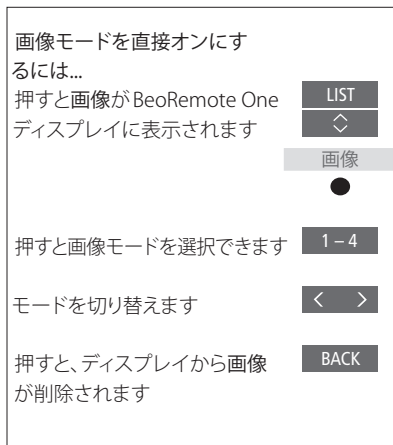 画像モードを直接オンにす
るには...
押すと画像が BeoRemote One
ディスプレイに表示されます
LIST
画像
押すと画像モードを選択できます
1 – 4
モードを切り替えます
押すと、ディスプレイから画像
が削除されます
BACK